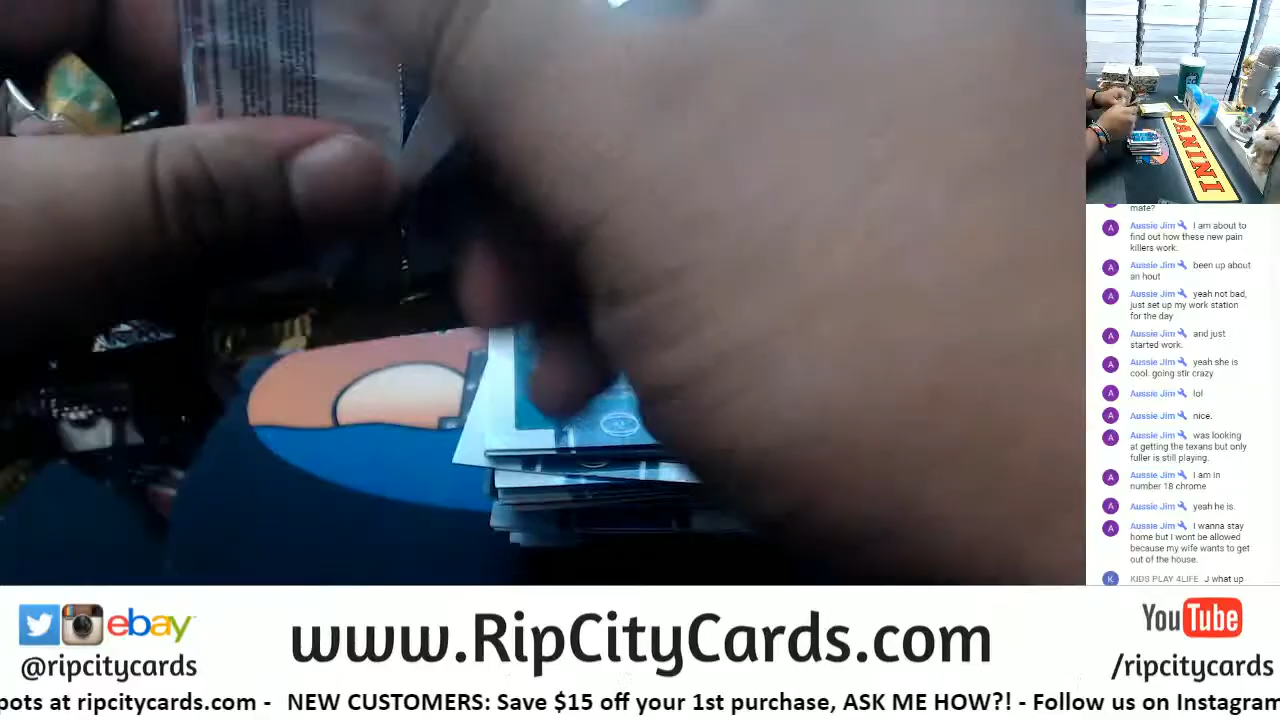 PANINI
mate?
Aussie Jim I am about to
find out how these new pain
killers work.
Aussie Jim been up about
an hout
Aussie Jim yeah not bad,
just set up my work station
for the day
Aussie Jim and just
started work.
Aussie Jim yeah she is
cool. going stir crazy
Aussie Jim lol
Aussie Jim nice.
Aussie Jim was looking
at getting the texans but only
fuller is still playing.
Aussie Jim I am in
number 18 chrome
Aussie Jim yeah he is.
Aussie Jim I wanna stay
home but I wont be allowed
because my wife wants to get
out of the house.
KIDS PLAY 4LIFE J what up
ebay
@ripcitycards
www.RipCityCards.com
YouTube
/ripcitycards
pots at ripcitycards.com - NEW CUSTOMERS: Save $15 off your 1st purchase, ASK ME HOW?! - Follow us on Instagram